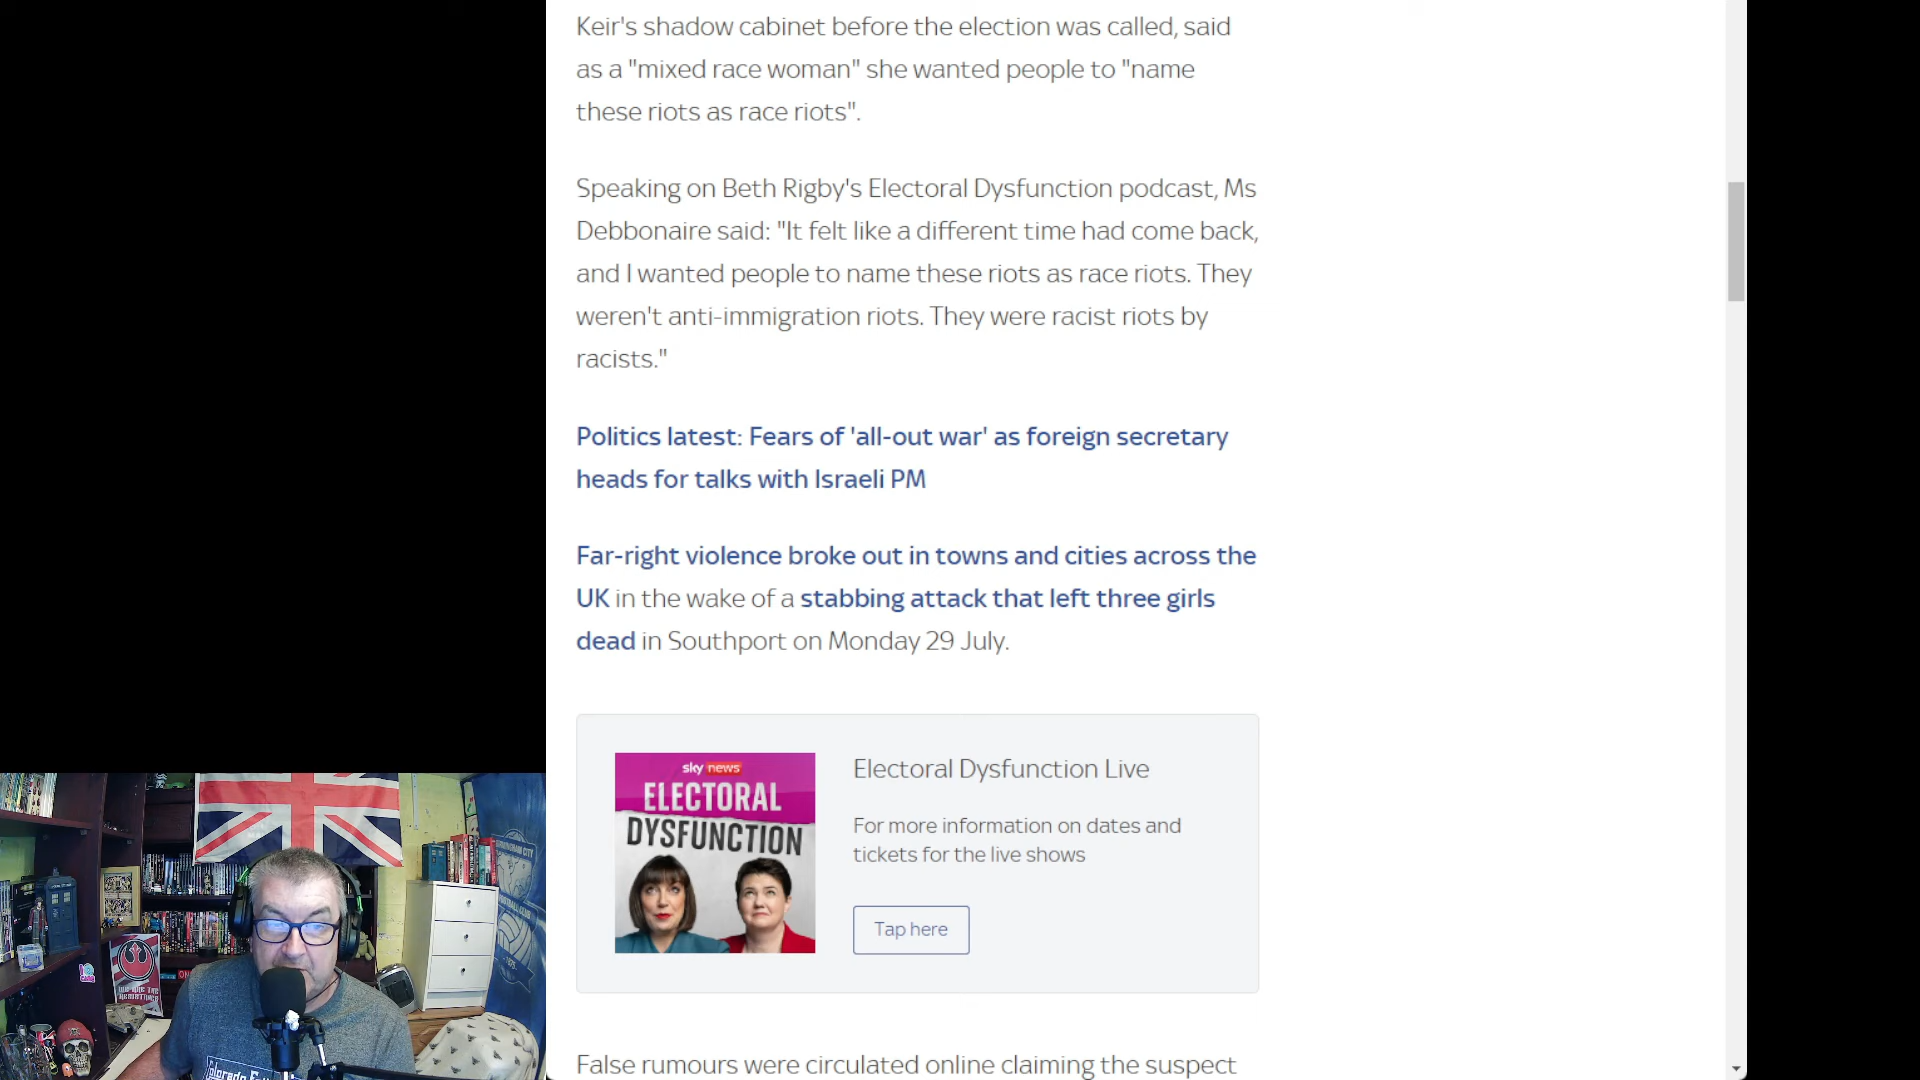 Keir's shadow cabinet before the election was called, said
as a "mixed race woman" she wanted people to "name
these riots as race riots".
Speaking on Beth Rigby's Electoral Dysfunction podcast, Ms
Debbonaire said: "It felt like a different time had come back,
and I wanted people to name these riots as race riots. They
weren't anti-immigration riots. They were racist riots by
racists."
Politics latest: Fears of 'all-out war' as foreign secretary
heads for talks with Israeli PM
Far-right violence broke out in towns and cities across the
UK in the wake of a stabbing attack that left three girls
dead in Southport on Monday 29 July.
sky news
ELECTORAL
DYSFUNCTION
Electoral Dysfunction Live
For more information on dates and
tickets for the live shows
Tap here
False rumours were circulated online claiming the suspect